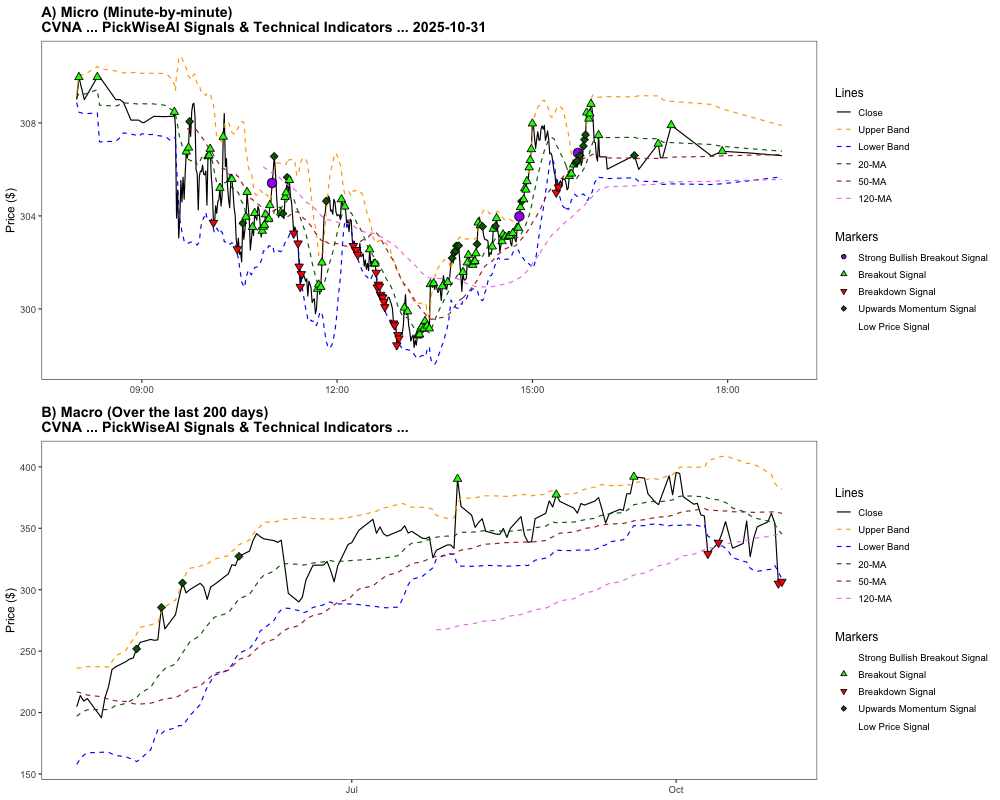 A) Micro (Minute-by-minute)
CVNA ... PickWiseAI Signals & Technical Indicators ... 2025-10-31
Price ($)
308
304
300
09:00
12:00
15:00
18:00
Lines
Close
Upper Band
Lower Band
20-MA
50-MA
120-MA
Markers
Strong Bullish Breakout Signal
Breakout Signal
Breakdown Signal
Upwards Momentum Signal
Low Price Signal
B) Macro (Over the last 200 days)
CVNA ... PickWiseAI Signals & Technical Indicators ...
Price ($)
400
350
300
250
200
150
Jul
Oct
Lines
Close
Upper Band
Lower Band
20-MA
50-MA
120-MA
Markers
Strong Bullish Breakout Signal
Breakout Signal
Breakdown Signal
Upwards Momentum Signal
Low Price Signal